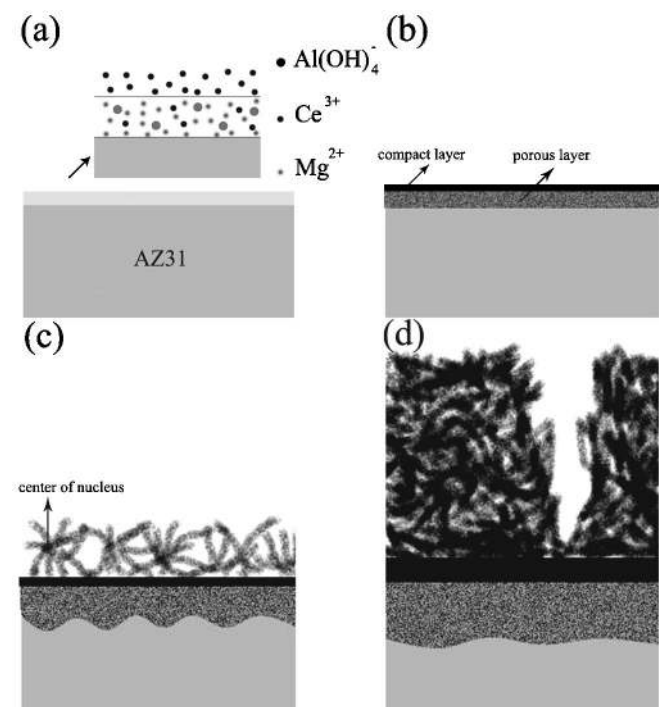 (a)
Al(OH)₄⁻
Ce³⁺
Mg²⁺
AZ31
(b)
compact layer
porous layer
(c)
center of nucleus
(d)